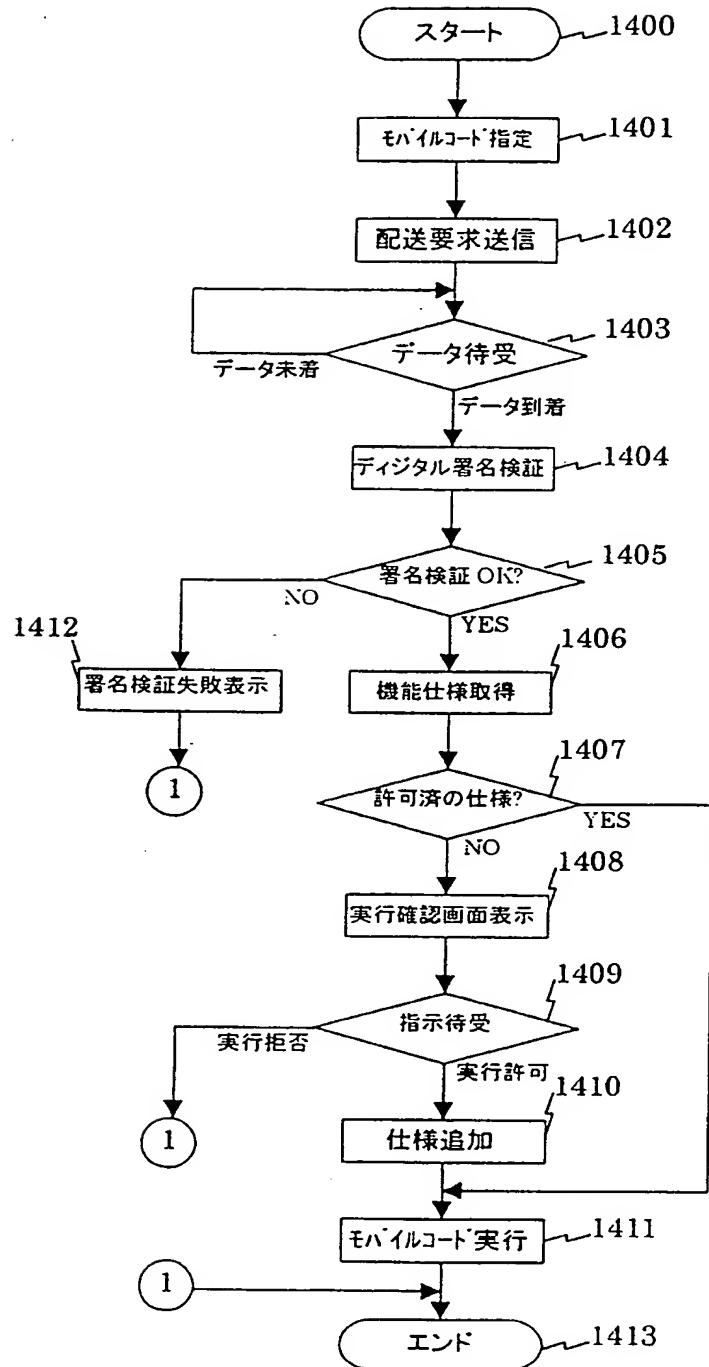 スタート
1400
モバイルコード指定
1401
配送要求送信
1402
データ待受
1403
データ未着
データ到着
ディジタル署名検証
1404
署名検証 OK?
1405
NO
YES
1412
署名検証失敗表示
1406
機能仕様取得
1
1407
許可済の仕様?
YES
NO
1408
実行確認画面表示
1409
指示待受
実行拒否
実行許可
1410
1
仕様追加
モバイルコード実行
1411
1
エンド
1413